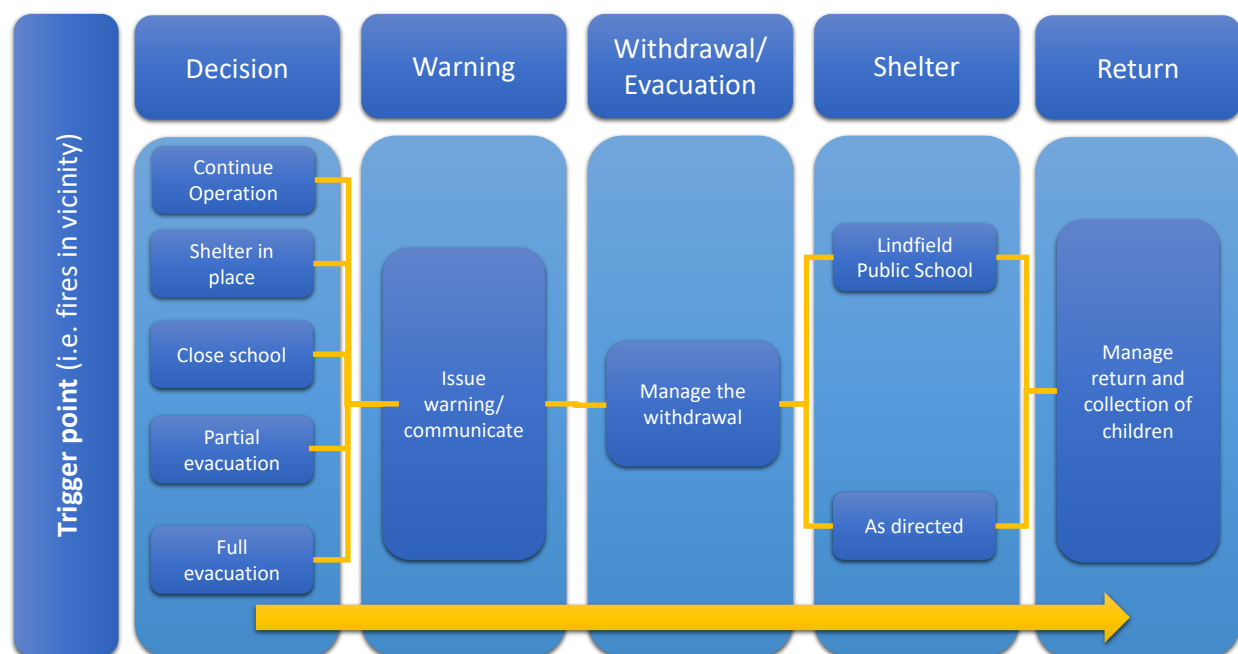 Trigger point (i.e. fires in vicinity)
Decision
Warning
Withdrawal/
Evacuation
Shelter
Return
Continue
Operation
Shelter in
place
Close school
Partial
evacuation
Full
evacuation
Issue
warning/
communicate
Manage the
withdrawal
Lindfield
Public School
As directed
Manage
return and
collection of
children